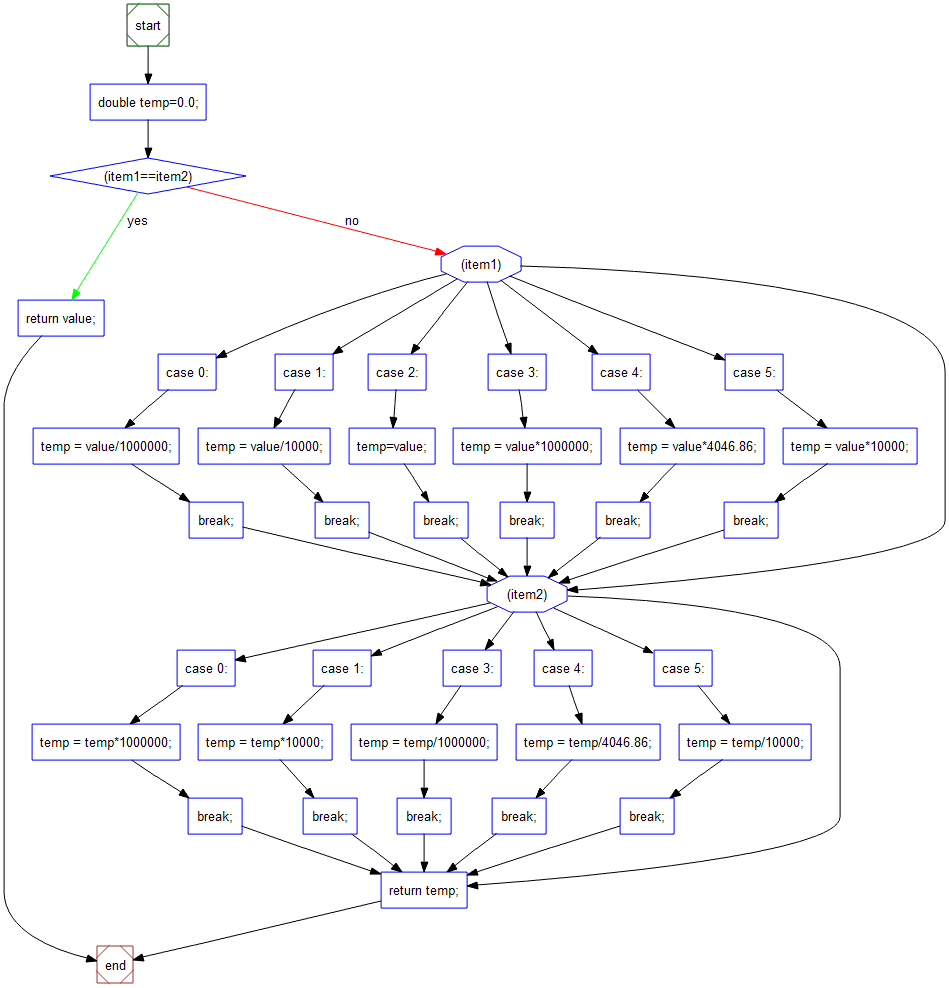 start
double temp=0.0;
(item1==item2)
yes
no
(item1)
return value;
case 0:
case 1:
case 2:
case 3:
case 4:
case 5:
temp = value/1000000;
temp = value/10000;
temp=value;
temp = value*1000000;
temp = value*4046.86;
temp = value*10000;
break;
break;
break;
break;
break;
break;
(item2)
case 0:
case 1:
case 3:
case 4:
case 5:
temp = temp*1000000;
temp = temp*10000;
temp = temp/1000000;
temp = temp/4046.86;
temp = temp/10000;
break;
break;
break;
break;
break;
return temp;
end